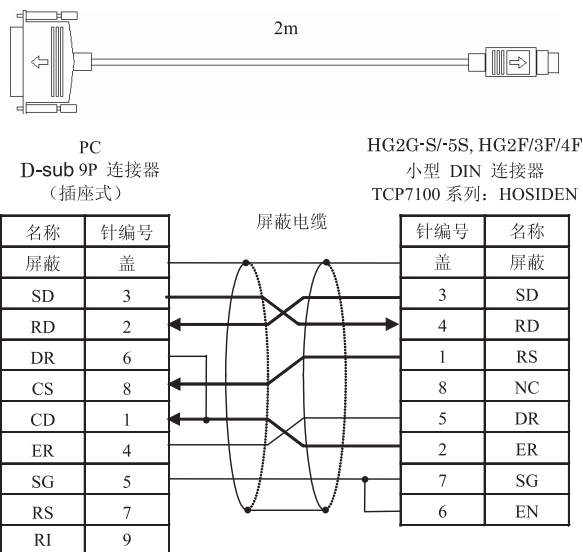 2m
PC
D-sub 9P 连接器
（插座式）
HG2G-S/-5S, HG2F/3F/4F
小型 DIN 连接器
TCP7100 系列：HOSIDEN
屏蔽电缆
名称 针编号
屏蔽 盖
SD 3
RD 2
DR 6
CS 8
CD 1
ER 4
SG 5
RS 7
RI 9
针编号 名称
盖 屏蔽
3 SD
4 RD
1 RS
8 NC
5 DR
2 ER
7 SG
6 EN